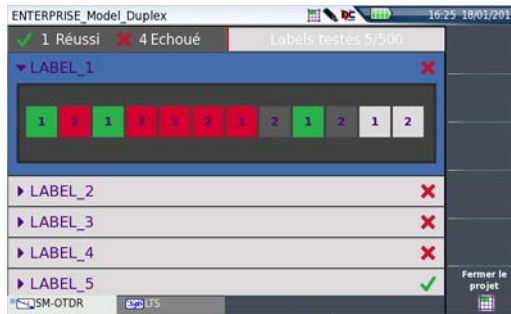 ENTERPRISE_Model_Duplex
16:25 18/01/201
1 Réussi 4 Echoué Labels testés 5/500
LABEL_1
1 2 1 2 1 2 1 2 1 2 1 2
LABEL_2
LABEL_3
LABEL_4
LABEL_5
Fermer le
projet
SM-OTDR LTS